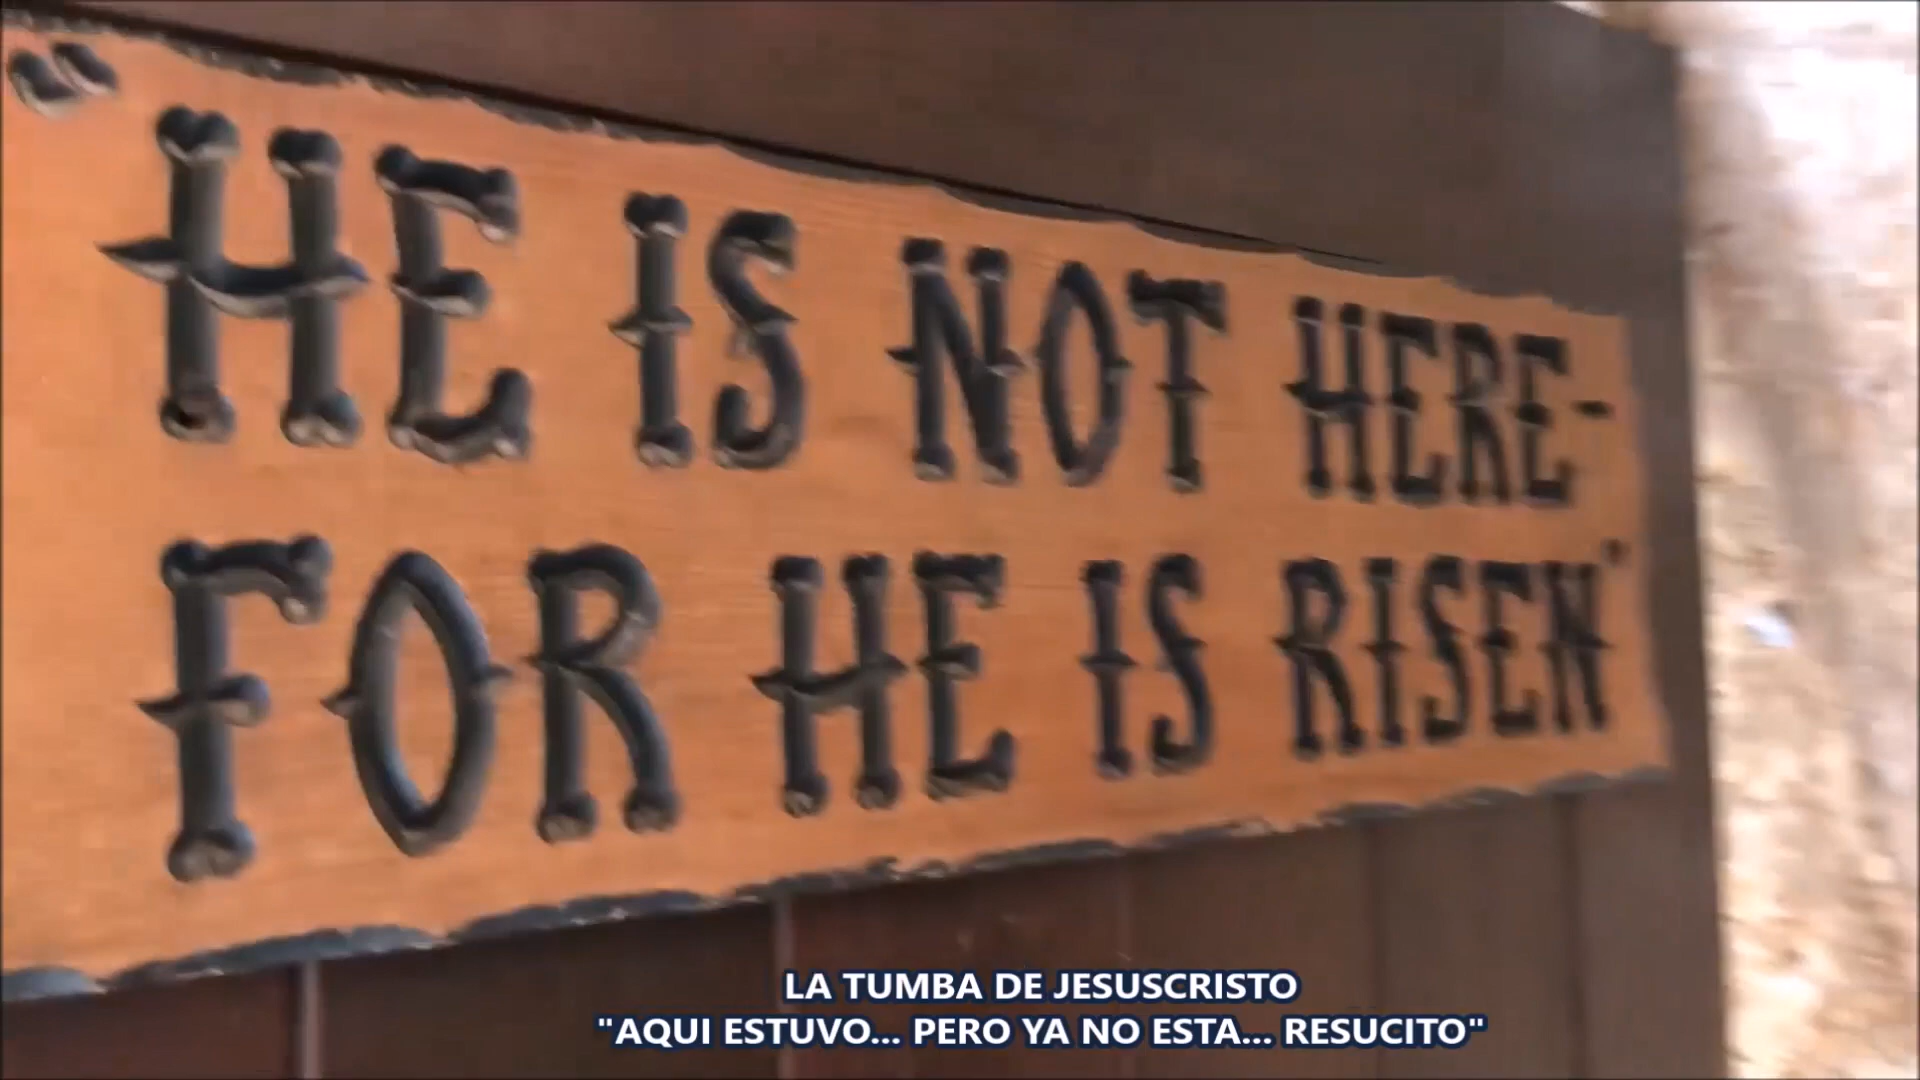 “HE IS NOT HERE-
FOR HE IS RISEN"
LA TUMBA DE JESUSCRISTO
"AQUI ESTUVO... PERO YA NO ESTA... RESUCITO"